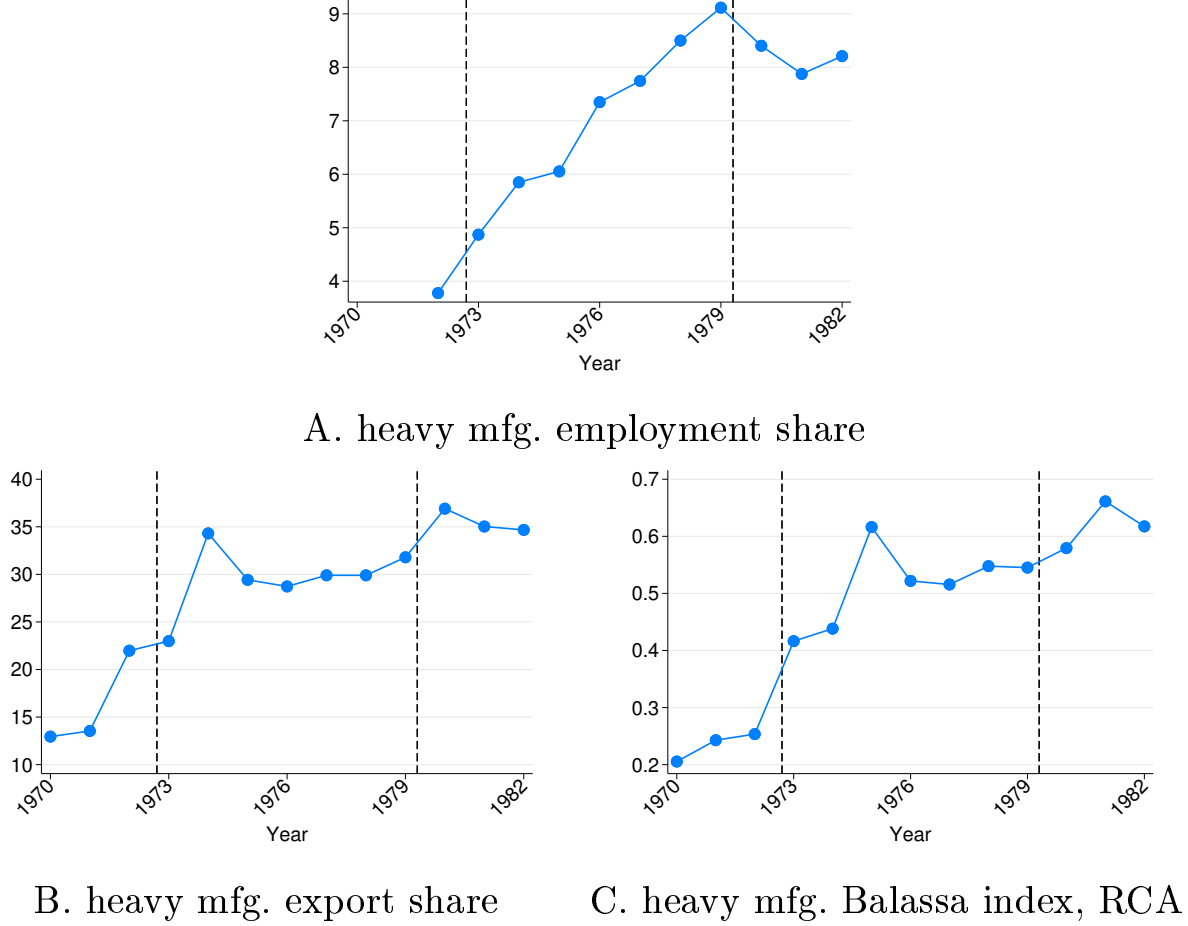 9
8
7
6
5
4
1970 1973 1976 1979 1982
Year
A. heavy mfg. employment share
40
35
30
25
20
15
10
1970 1973 1976 1979 1982
Year
B. heavy mfg. export share
0.7
0.6
0.5
0.4
0.3
0.2
1970 1973 1976 1979 1982
Year
C. heavy mfg. Balassa index, RCA